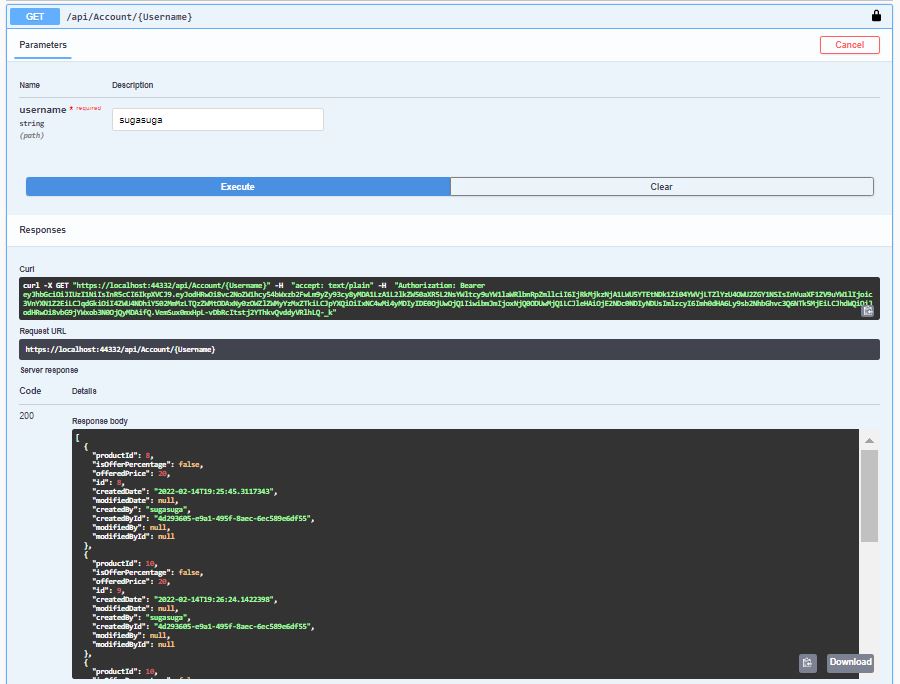 GET /api/Account/{Username}
Parameters
Cancel
Name Description
username * required
string
(path)
sugasuga
Execute
Clear
Responses
Curl
curl -X GET "https://localhost:44332/api/Account/{Username}" -H "accept: text/plain" -H "Authorization: Bearer
Request URL
https://localhost:44332/api/Account/{Username}
Server response
Code Details
200
Response body
[
{
"productId": 8,
"isOfferPercentage": false,
"offeredPrice": 20,
"id": 8,
"createdDate": "2022-02-14T19:25:45.3117343",
"modifiedDate": null,
"createdBy": "sugasuga",
"createdById": "4d293605-e9a1-495f-8aec-6ec589e6df55",
"modifiedBy": null,
"modifiedById": null
},
{
"productId": 10,
"isOfferPercentage": false,
"offeredPrice": 20,
"id": 9,
"createdDate": "2022-02-14T19:26:24.1422398",
"modifiedDate": null,
"createdBy": "sugasuga",
"createdById": "4d293605-e9a1-495f-8aec-6ec589e6df55",
"modifiedBy": null,
"modifiedById": null
},
{
"productId": 10,
Download